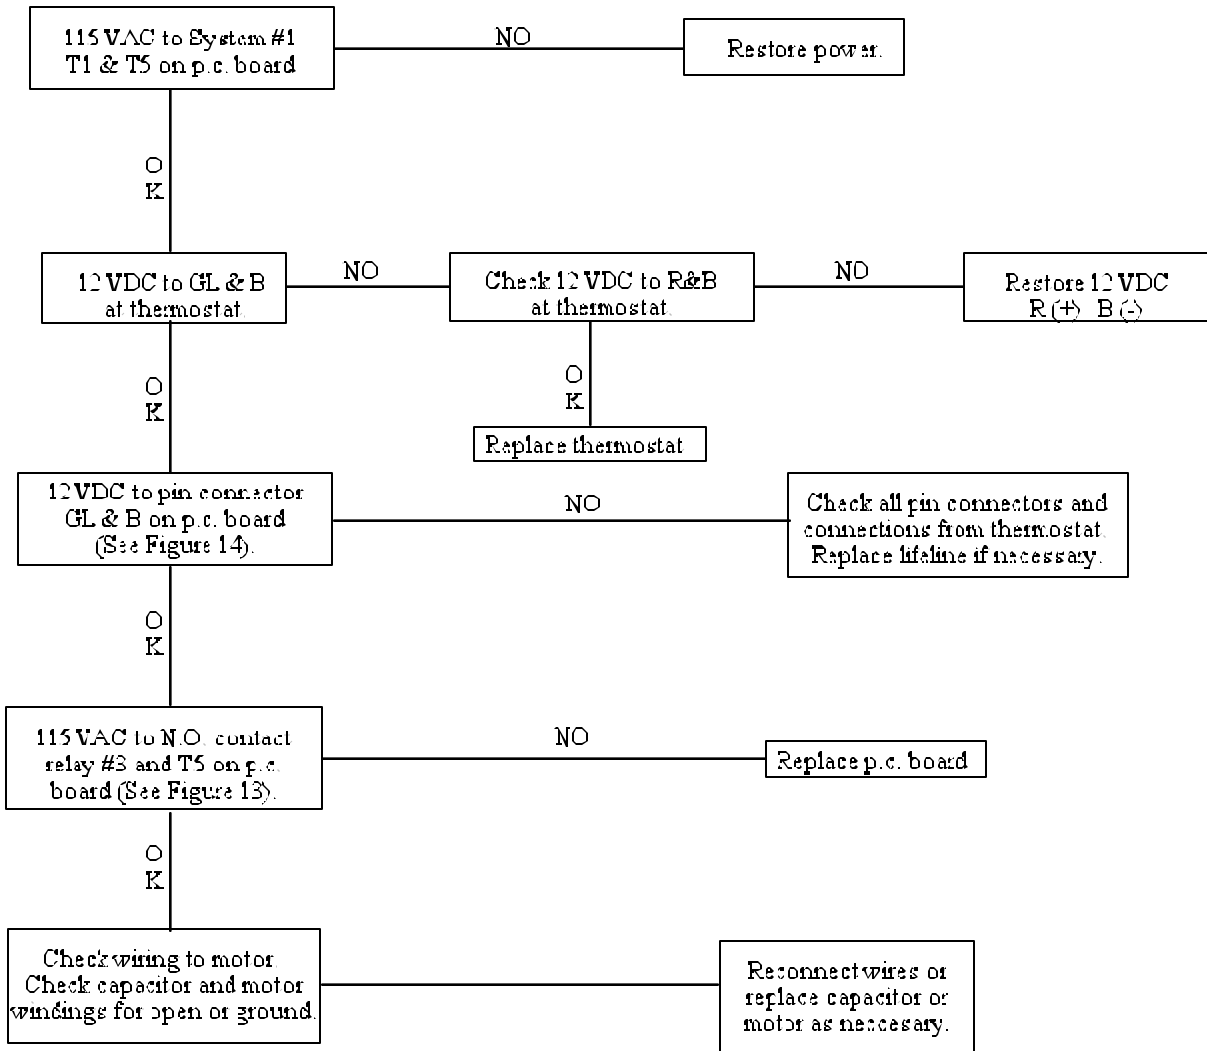 115 VAC to System #1
T1 & T5 on p.c. board
NO
Restore power.
O
K
12 VDC to GL & B
at thermostat.
NO
Check 12 VDC to R&B
at thermostat.
NO
Restore 12 VDC
R (+) B (-)
O
K
Replace thermostat
O
K
12 VDC to pin connector
GL & B on p.c. board
(See Figure 14).
NO
Check all pin connectors and
connections from thermostat.
Replace lifeline if necessary.
O
K
115 VAC to N.O. contact
relay #3 and T5 on p.c.
board (See Figure 13).
NO
Replace p.c. board
O
K
Check wiring to motor.
Check capacitor and motor
windings for open or ground.
Reconnect wires or
replace capacitor or
motor as neccesary.